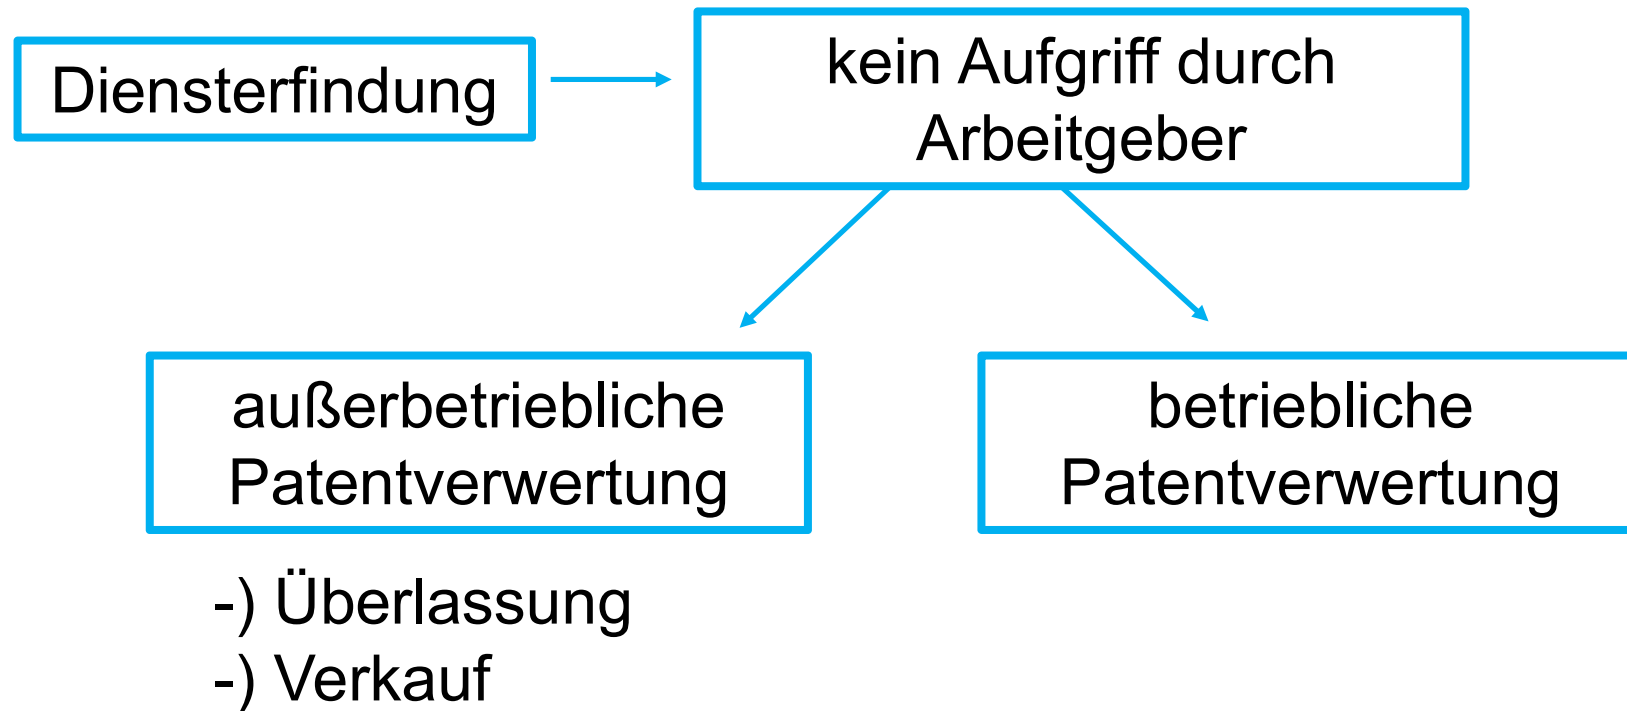 Diensterfindung
kein Aufgriff durch
Arbeitgeber
außerbetriebliche
Patentverwertung
betriebliche
Patentverwertung
-) Überlassung
-) Verkauf